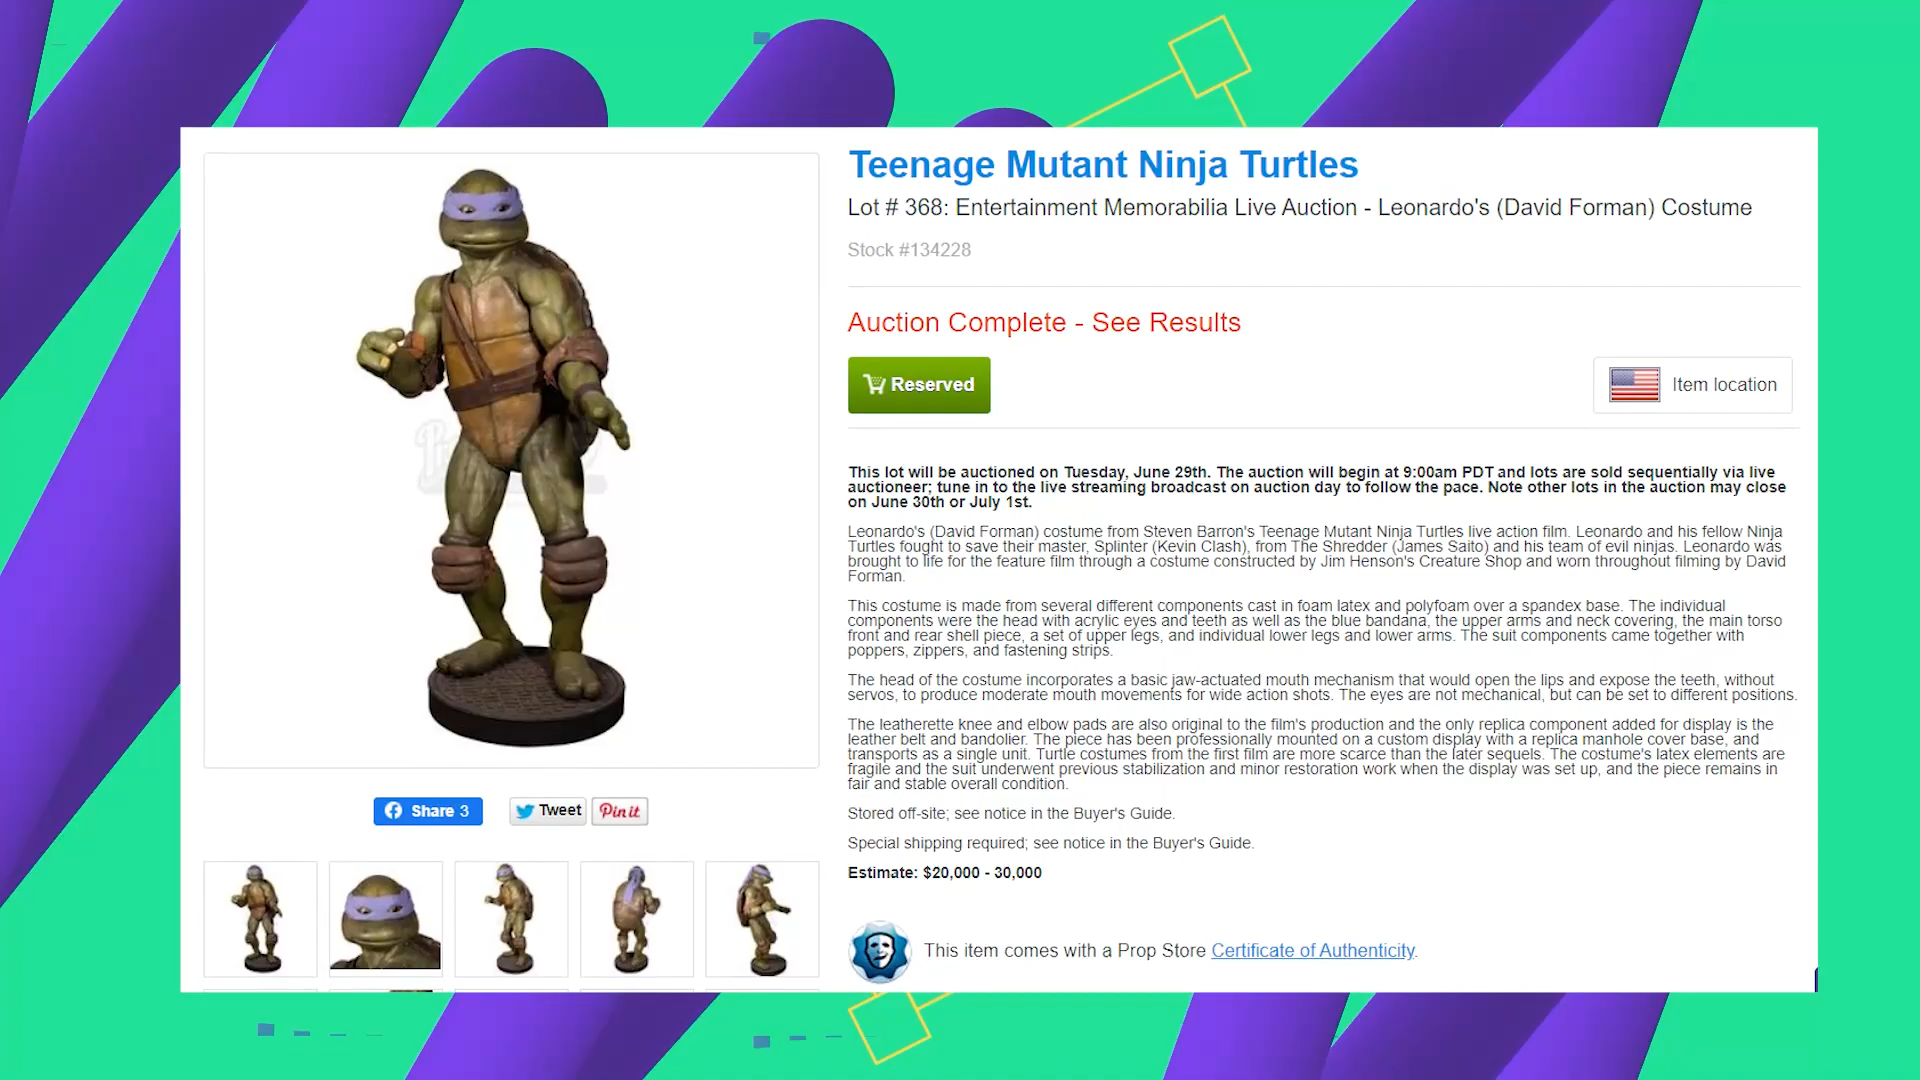 Teenage Mutant Ninja Turtles
Lot # 368: Entertainment Memorabilia Live Auction - Leonardo's (David Forman) Costume
Stock #134228
Auction Complete - See Results
Reserved
Item location
This lot will be auctioned on Tuesday, June 29th. The auction will begin at 9:00am PDT and lots are sold sequentially via live
auctioneer; tune in to the live streaming broadcast on auction day to follow the pace. Note other lots in the auction may close
on June 30th or July 1st.
Leonardo's (David Forman) costume from Steven Barron's Teenage Mutant Ninja Turtles live action film. Leonardo and his fellow Ninja
Turtles fought to save their master, Splinter (Kevin Clash), from The Shredder (James Saito) and his team of evil ninjas. Leonardo was
brought to life for the feature film through a costume constructed by Jim Henson's Creature Shop and worn throughout filming by David
Forman.
This costume is made from several different components cast in foam latex and polyfoam over a spandex base. The individual
components were the head with acrylic eyes and teeth as well as the blue bandana, the upper arms and neck covering, the main torso
front and rear shell piece, a set of upper legs, and individual lower legs and lower arms. The suit components came together with
poppers, zippers, and fastening strips.
The head of the costume incorporates a basic jaw-actuated mouth mechanism that would open the lips and expose the teeth, without
servos, to produce moderate mouth movements for wide action shots. The eyes are not mechanical, but can be set to different positions.
The leatherette knee and elbow pads are also original to the film's production and the only replica component added for display is the
leather belt and bandolier. The piece has been professionally mounted on a custom display with a replica manhole cover base, and
transports as a single unit. Turtle costumes from the first film are more scarce than the later sequels. The costume's latex elements are
fragile and the suit underwent previous stabilization and minor restoration work when the display was set up, and the piece remains in
fair and stable overall condition.
Stored off-site; see notice in the Buyer's Guide.
Special shipping required; see notice in the Buyer's Guide.
Estimate: $20,000 - 30,000
This item comes with a Prop Store Certificate of Authenticity.
Share 3
Tweet
Pin it